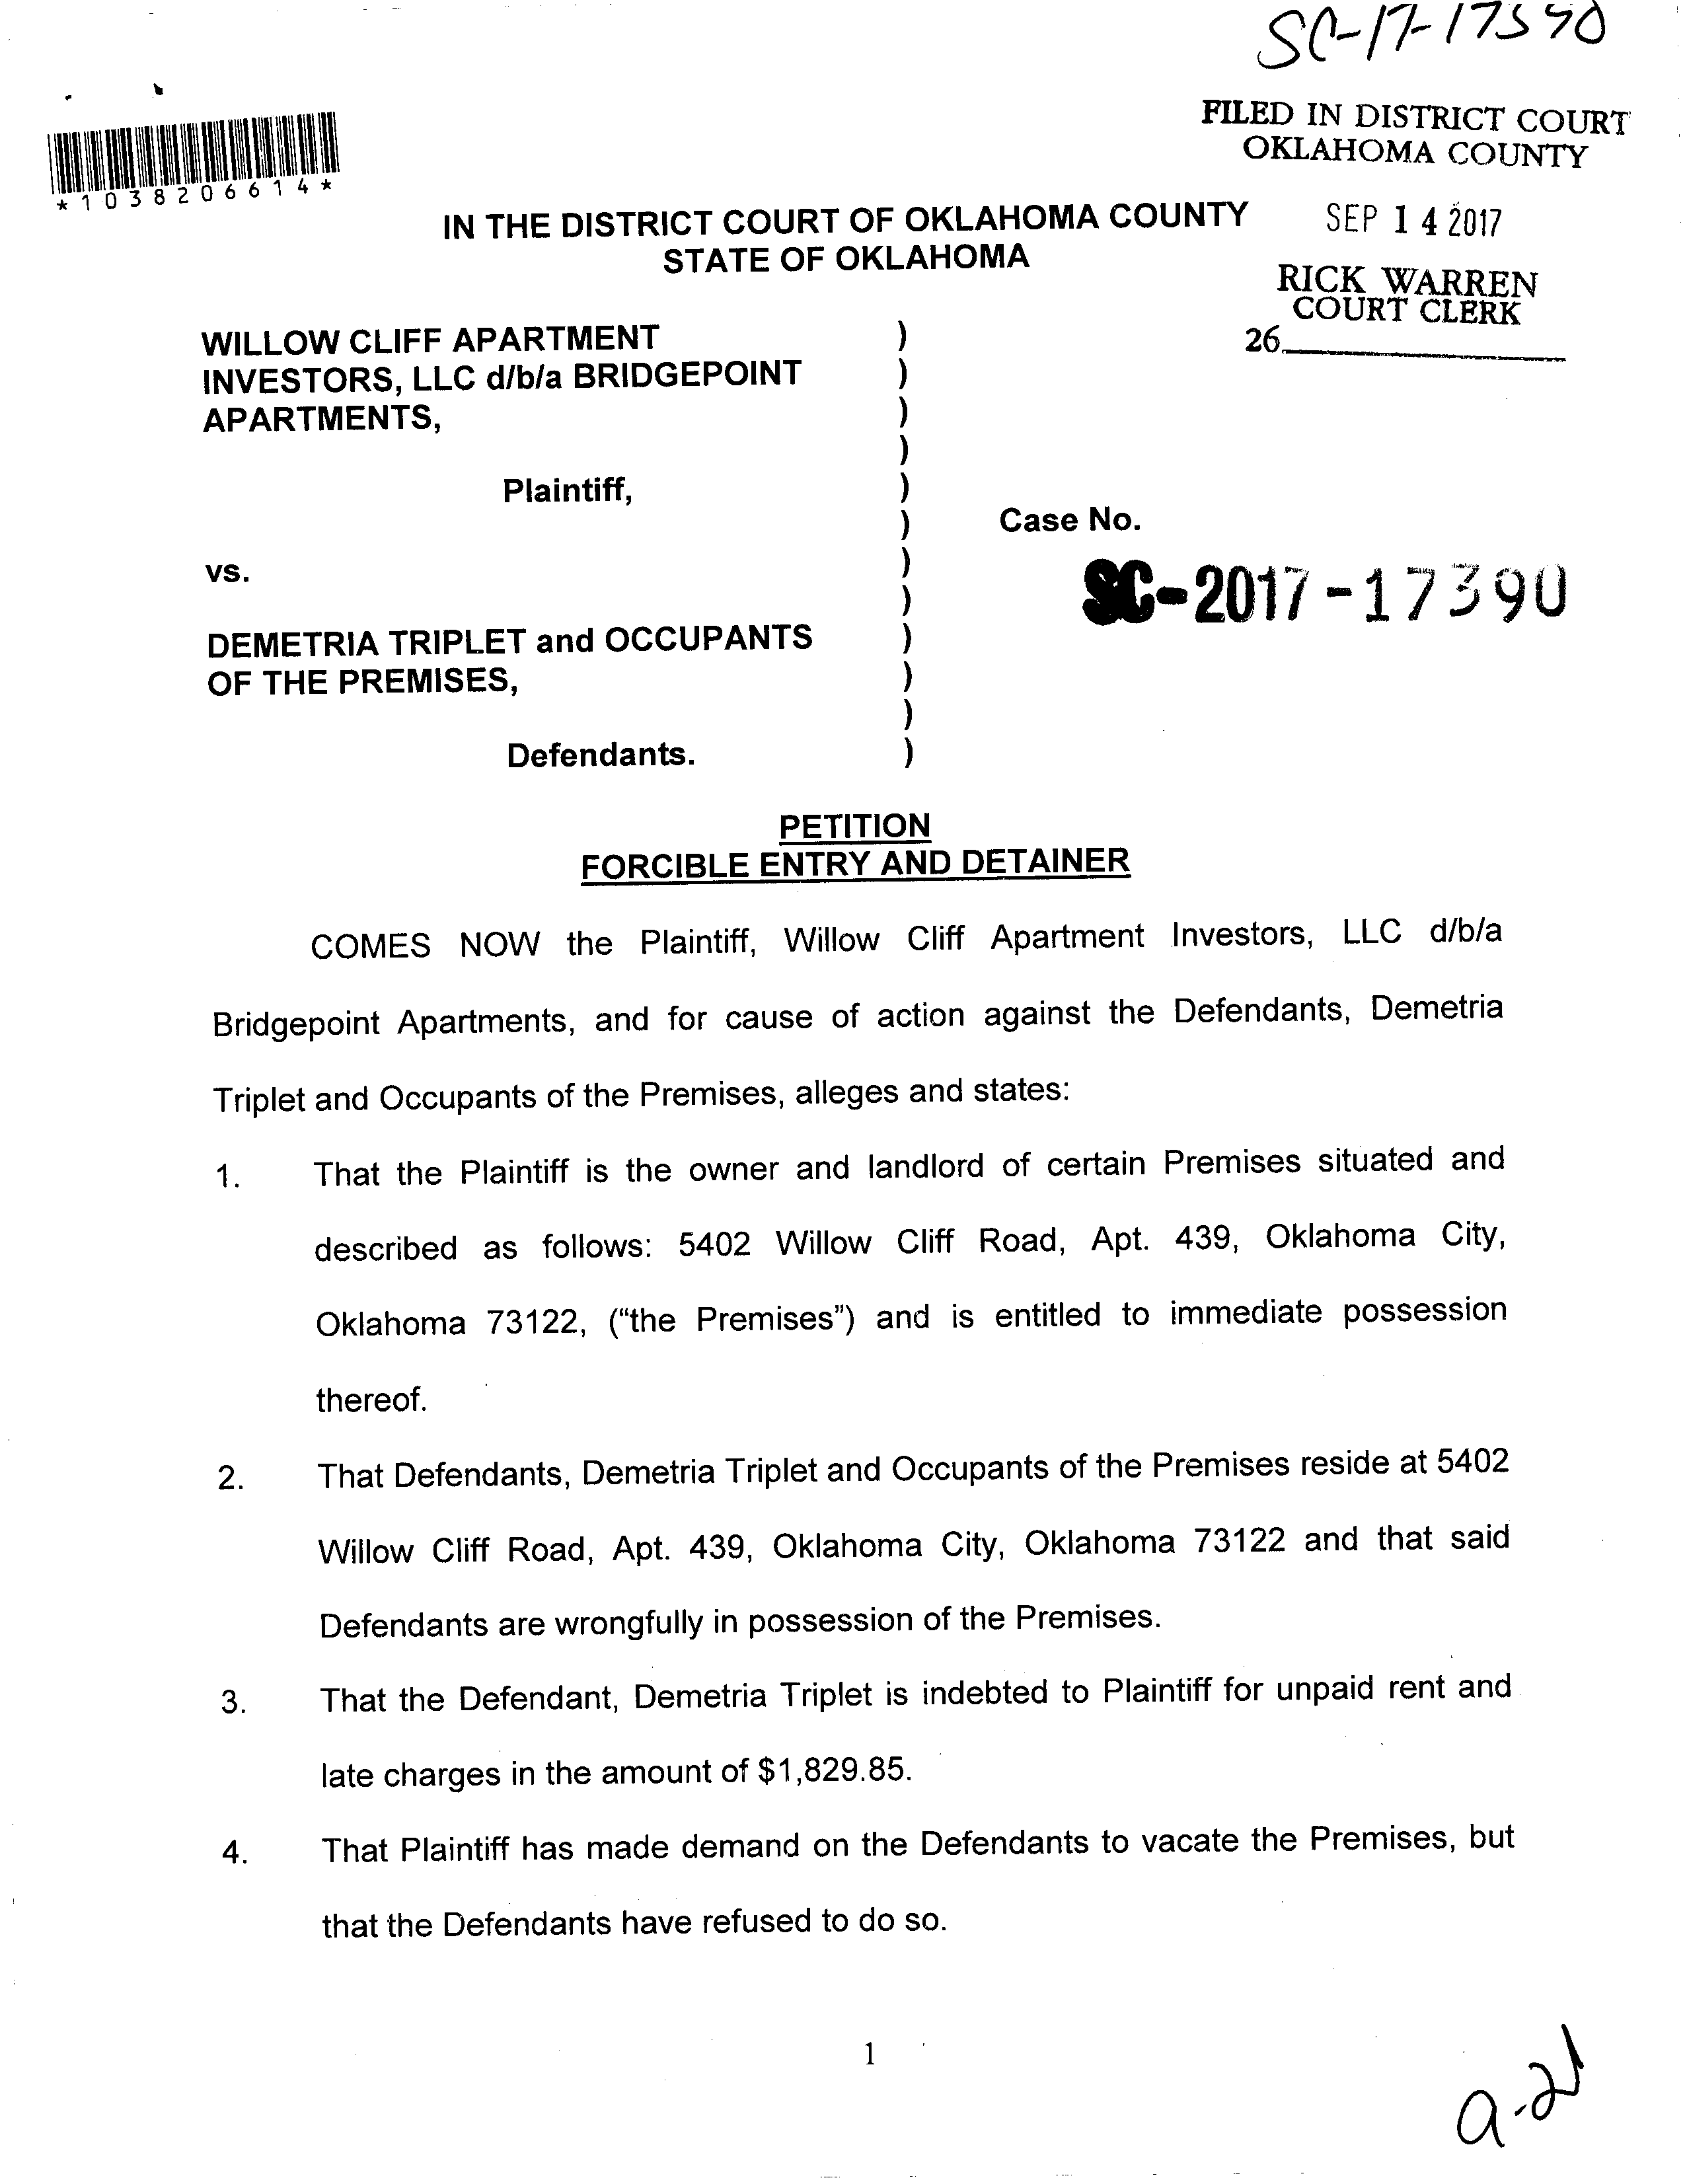 SC-17-17390
FILED IN DISTRICT COURT
OKLAHOMA COUNTY
*1038206614*
IN THE DISTRICT COURT OF OKLAHOMA COUNTY
STATE OF OKLAHOMA
SEP 14 2017
RICK WARREN
COURT CLERK
26
WILLOW CLIFF APARTMENT )
INVESTORS, LLC d/b/a BRIDGEPOINT )
APARTMENTS, )
)
Plaintiff, )
)
Case No.
vs. )
)
SC-2017-17390
DEMETRIA TRIPLET and OCCUPANTS )
OF THE PREMISES, )
)
Defendants. )
PETITION
FORCIBLE ENTRY AND DETAINER
COMES NOW the Plaintiff, Willow Cliff Apartment Investors, LLC d/b/a
Bridgepoint Apartments, and for cause of action against the Defendants, Demetria
Triplet and Occupants of the Premises, alleges and states:
1. That the Plaintiff is the owner and landlord of certain Premises situated and
described as follows: 5402 Willow Cliff Road, Apt. 439, Oklahoma City,
Oklahoma 73122, (“the Premises”) and is entitled to immediate possession
thereof.
2. That Defendants, Demetria Triplet and Occupants of the Premises reside at 5402
Willow Cliff Road, Apt. 439, Oklahoma City, Oklahoma 73122 and that said
Defendants are wrongfully in possession of the Premises.
3. That the Defendant, Demetria Triplet is indebted to Plaintiff for unpaid rent and
late charges in the amount of $1,829.85.
4. That Plaintiff has made demand on the Defendants to vacate the Premises, but
that the Defendants have refused to do so.
1